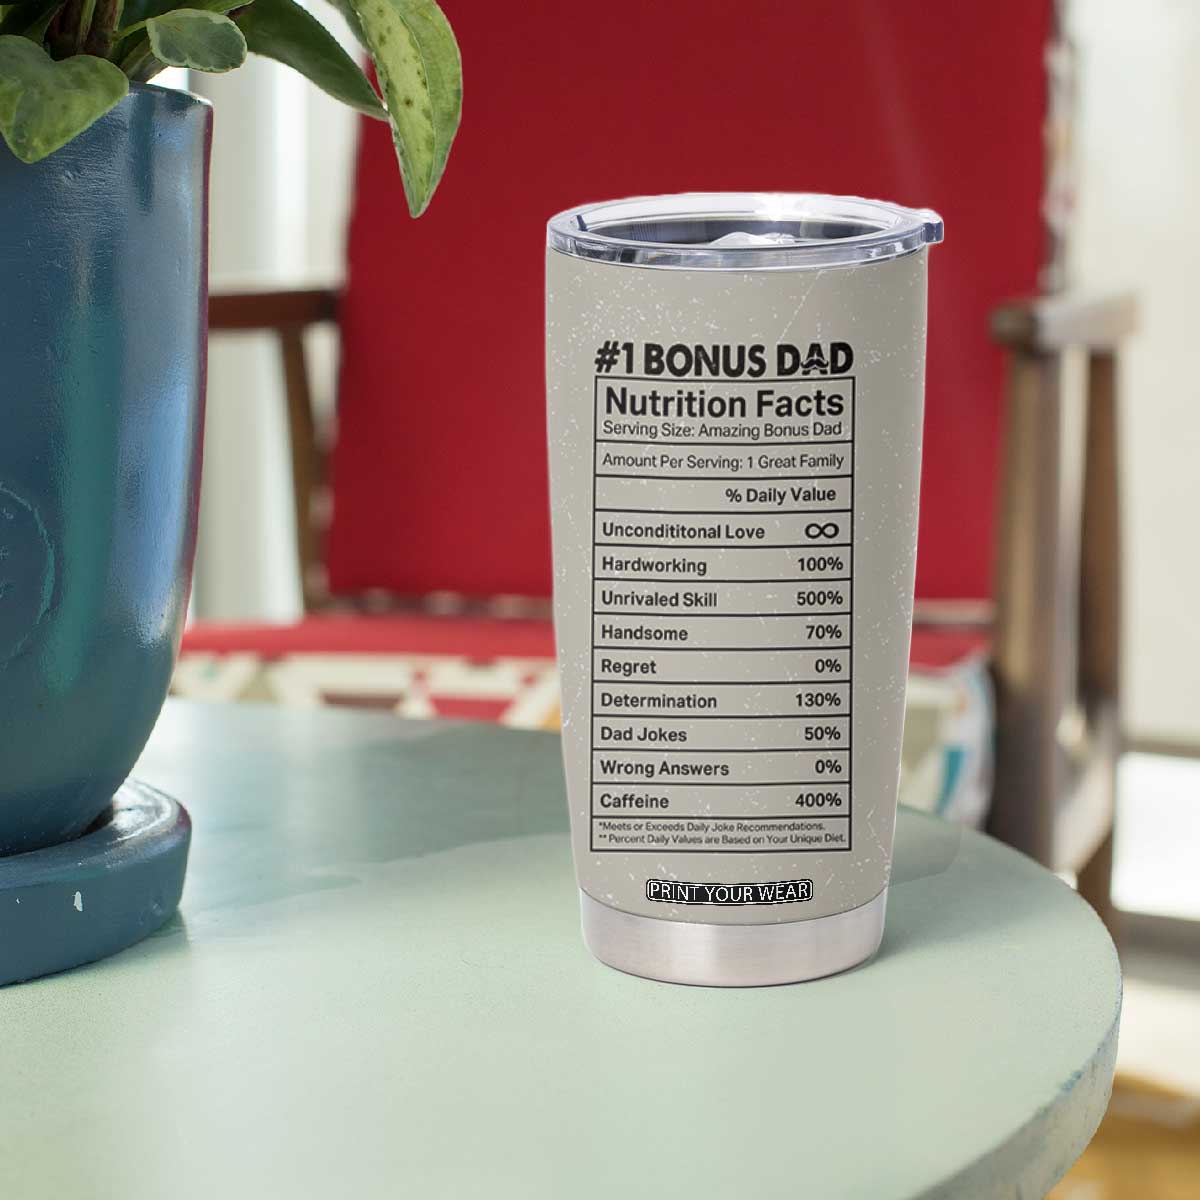 #1 BONUS DAD
Nutrition Facts
Serving Size: Amazing Bonus Dad
Amount Per Serving: 1 Great Family
% Daily Value
Uncondititonal Love ∞
Hardworking 100%
Unrivaled Skill 500%
Handsome 70%
Regret 0%
Determination 130%
Dad Jokes 50%
Wrong Answers 0%
Caffeine 400%
*Meets or Exceeds Daily Joke Recommendations.
** Percent Daily Values are Based on Your Unique Diet.
PRINT YOUR WEAR